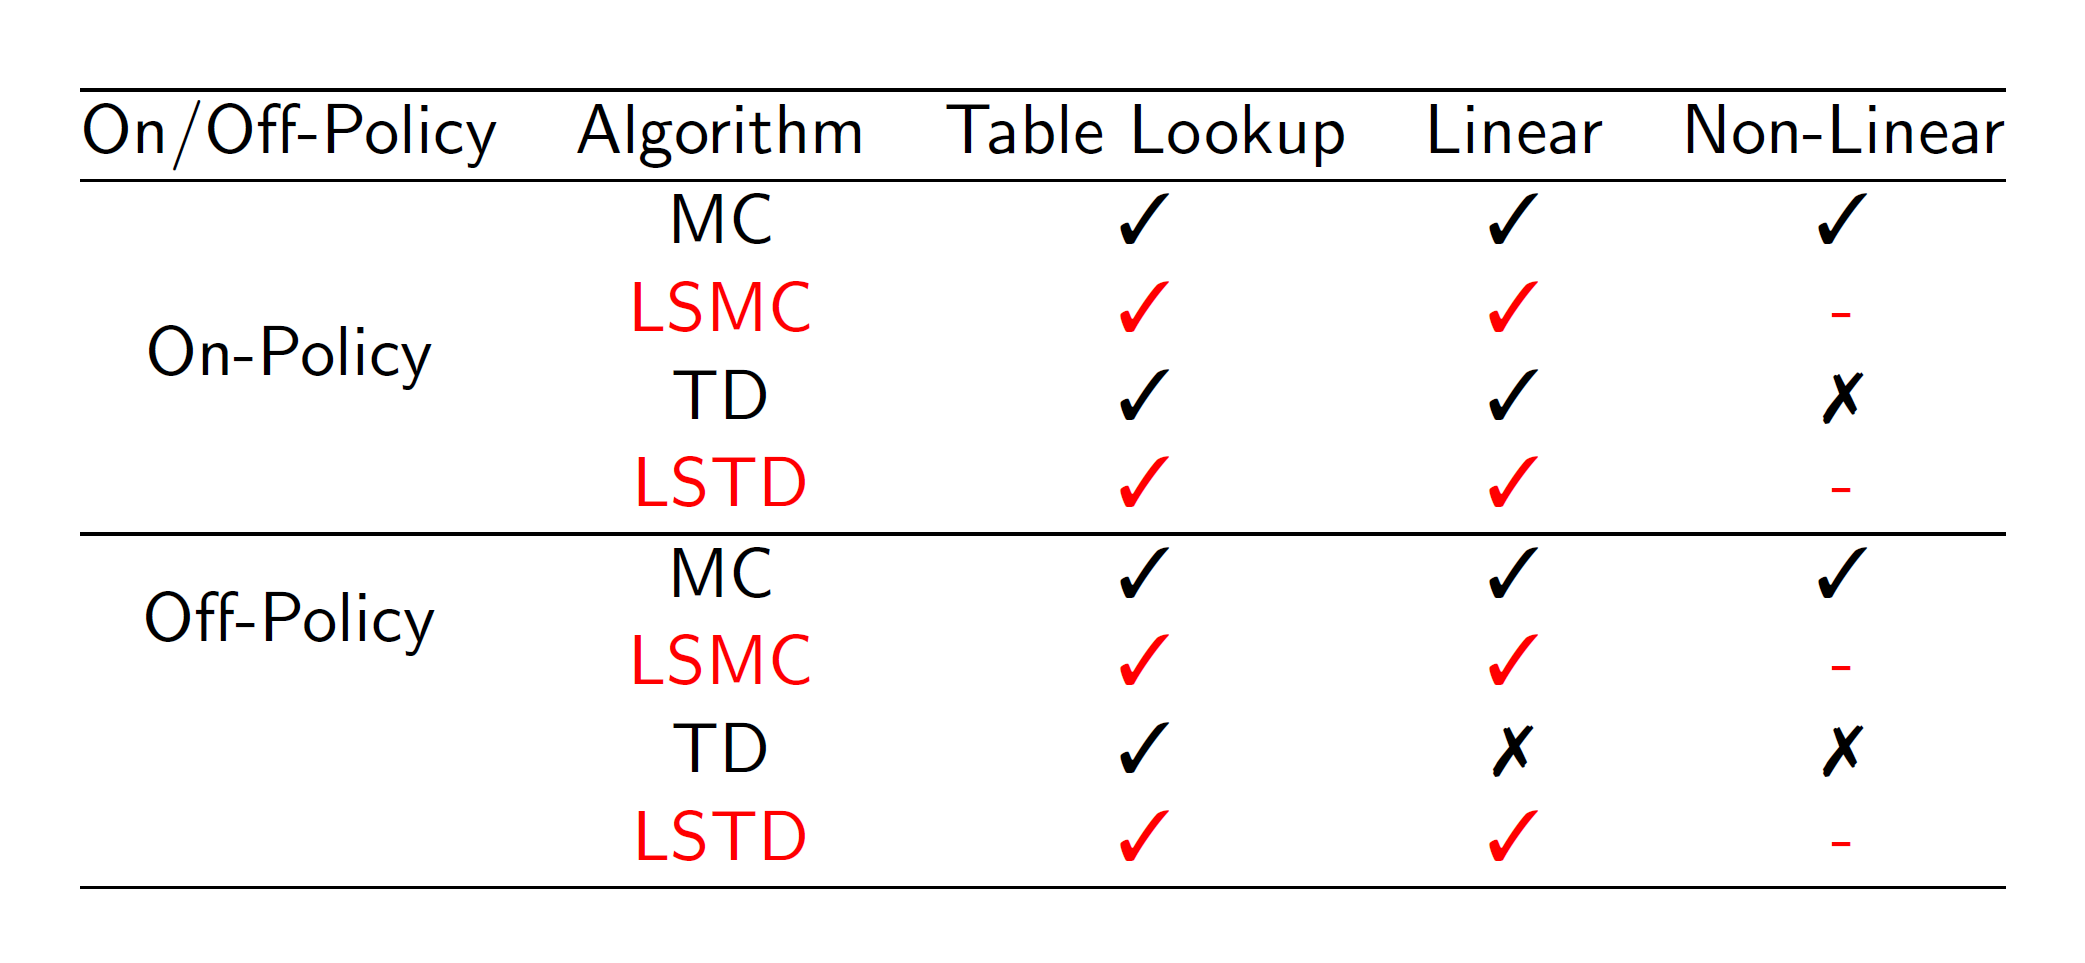 On/Off-Policy Algorithm Table Lookup Linear Non-Linear
MC ✓ ✓ ✓
LSMC ✓ ✓ -
On-Policy
TD ✓ ✓ ✗
LSTD ✓ ✓ -
MC ✓ ✓ ✓
Off-Policy
LSMC ✓ ✓ -
TD ✓ ✗ ✗
LSTD ✓ ✓ -